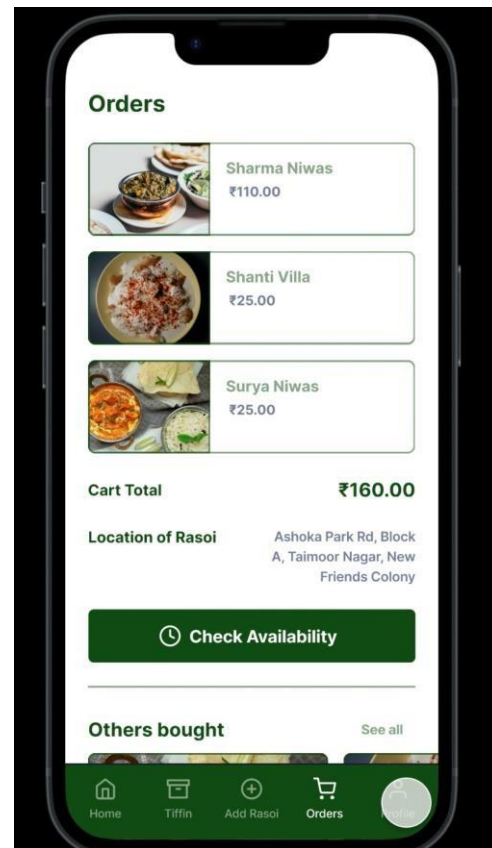 Orders
Sharma Niwas
₹110.00
Shanti Villa
₹25.00
Surya Niwas
₹25.00
Cart Total ₹160.00
Location of Rasoi Ashoka Park Rd, Block
A, Taimoor Nagar, New
Friends Colony
Check Availability
Others bought See all
Home Tiffin Add Rasoi Orders Profile